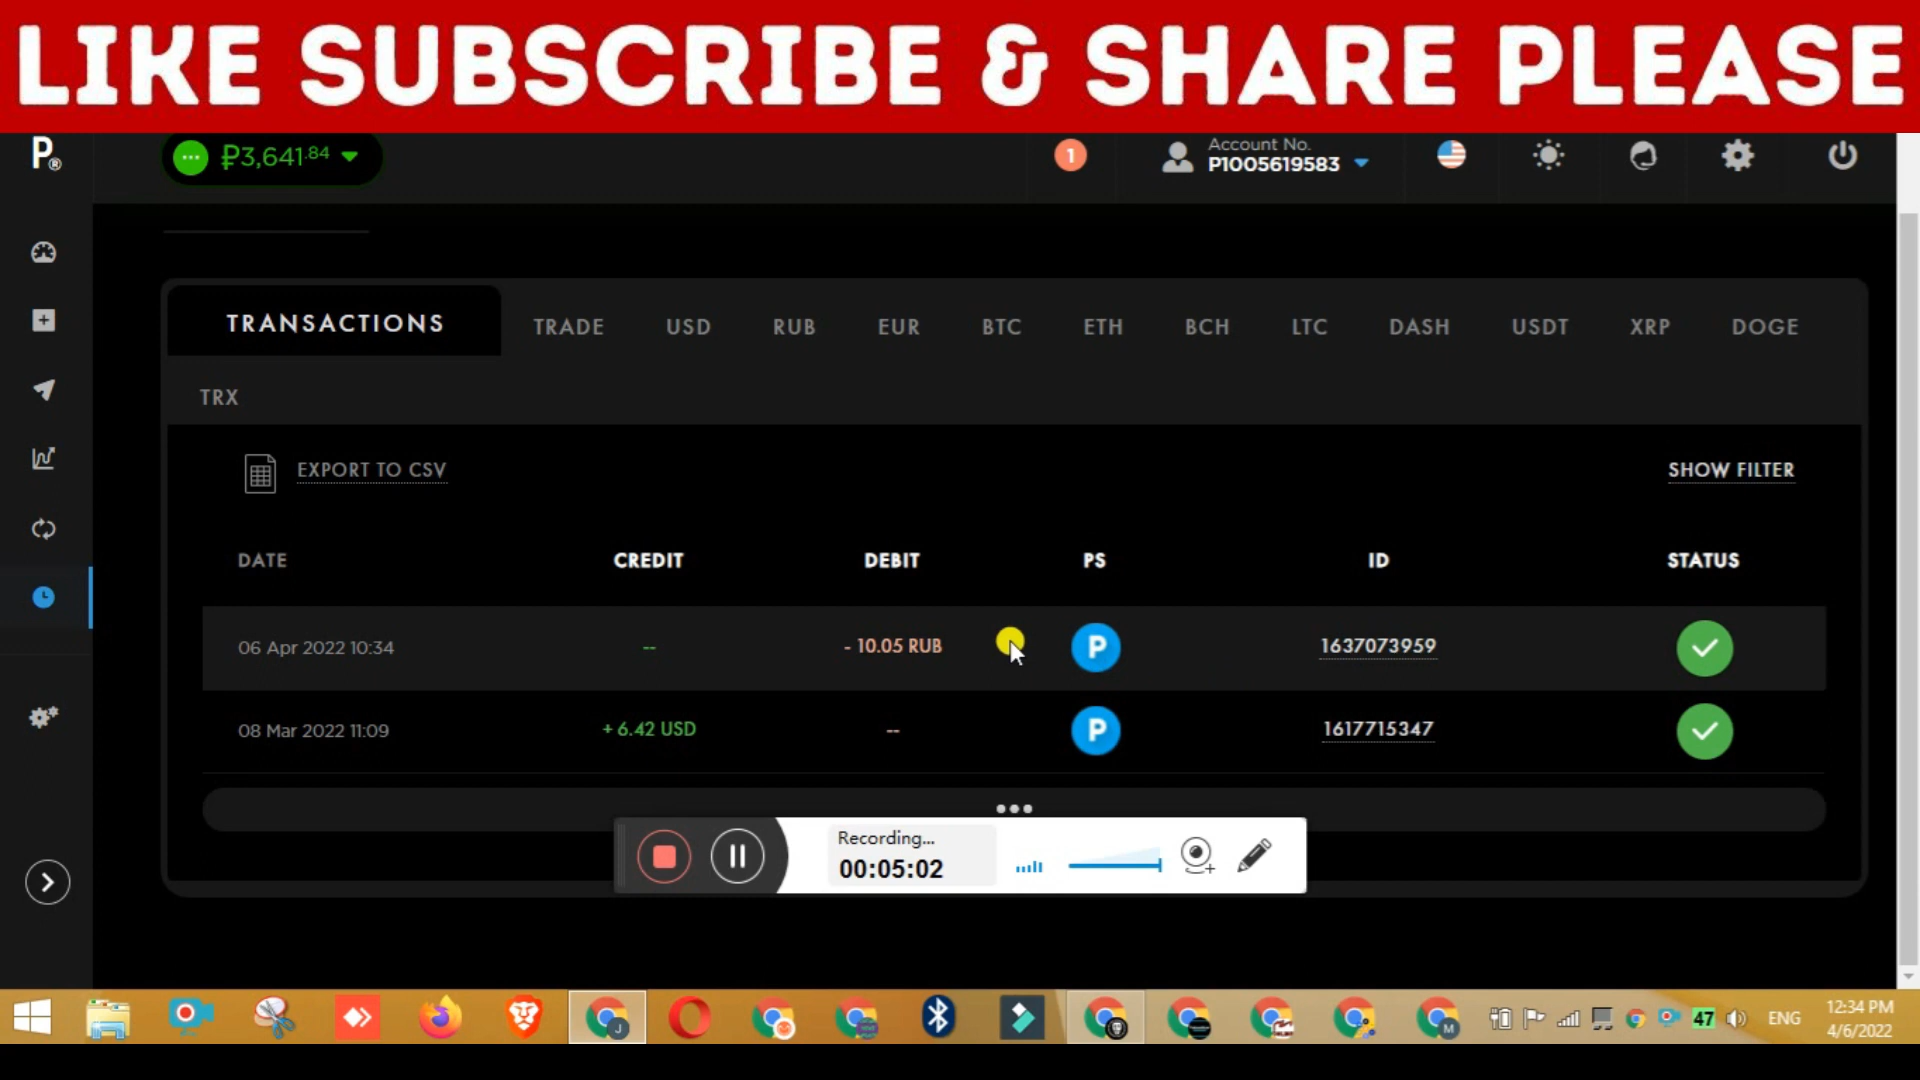 LIKE SUBSCRIBE & SHARE PLEASE
P®
₽3,641.84
1
Account No.
P1005619583
TRANSACTIONS TRADE USD RUB EUR BTC ETH BCH LTC DASH USDT XRP DOGE
TRX
EXPORT TO CSV
SHOW FILTER
DATE CREDIT DEBIT PS ID STATUS
06 Apr 2022 10:34 -- - 10.05 RUB P 1637073959
08 Mar 2022 11:09 + 6.42 USD -- P 1617715347
Recording...
00:05:02
J
M
47
ENG
12:34 PM
4/6/2022